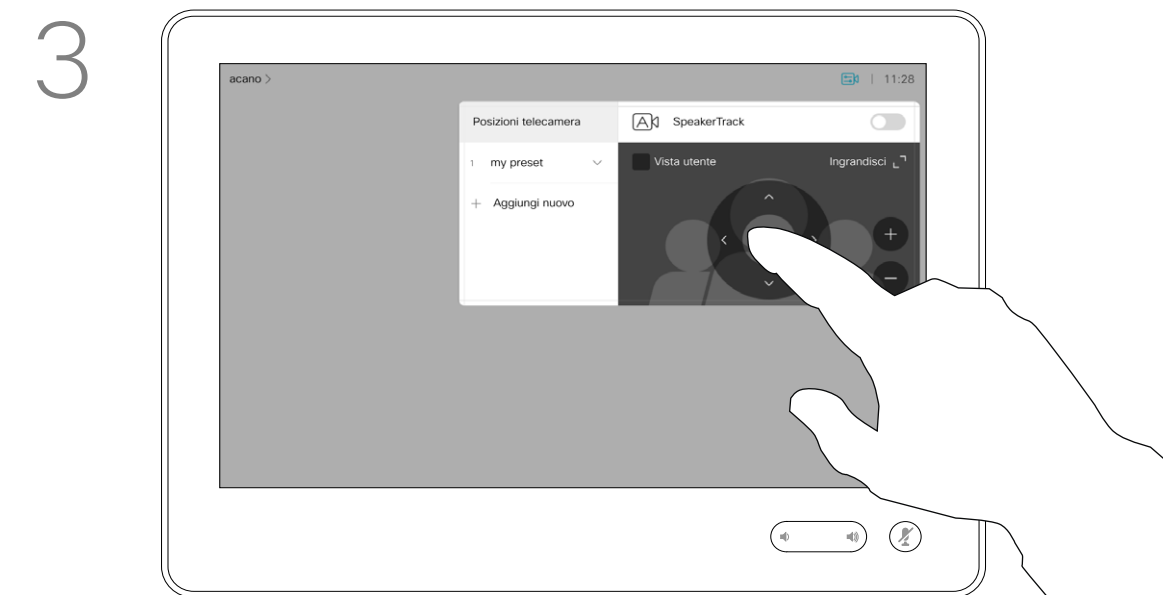 3
acano >
11:28
Posizioni telecamera
SpeakerTrack
1 my preset
Vista utente
Ingrandisci
+ Aggiungi nuovo